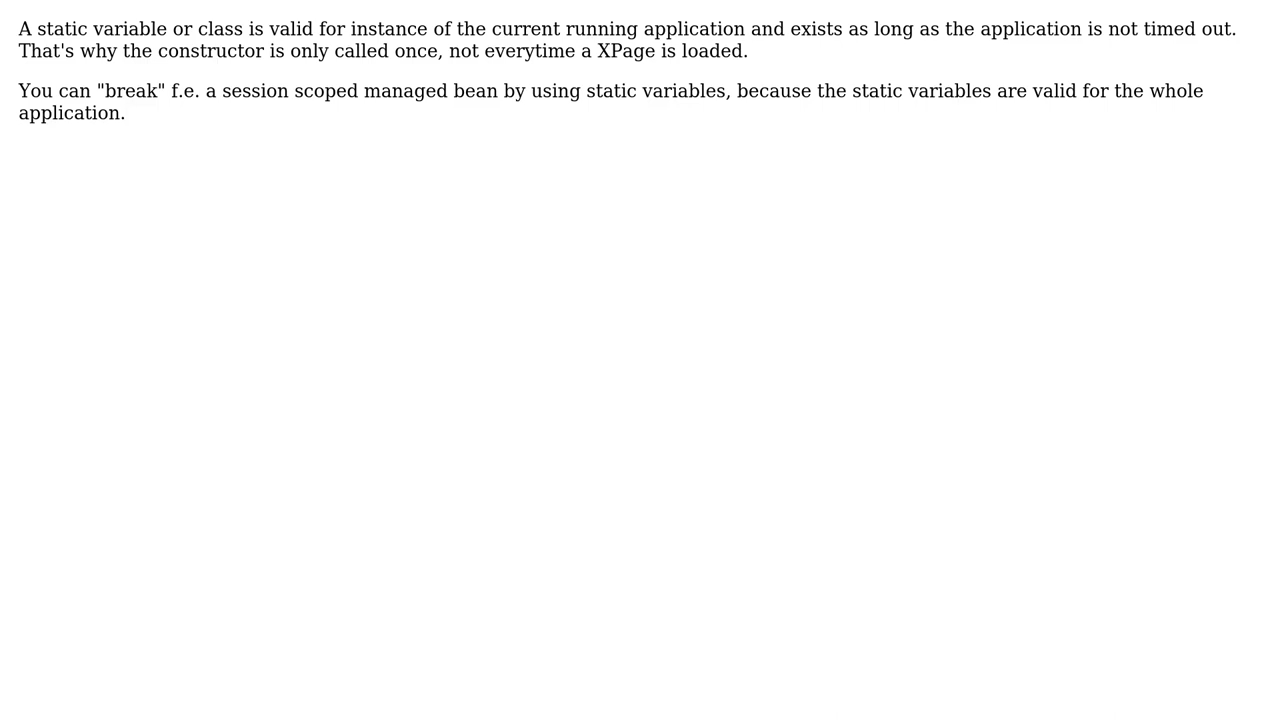 A static variable or class is valid for instance of the current running application and exists as long as the application is not timed out.
That's why the constructor is only called once, not everytime a XPage is loaded.
You can "break" f.e. a session scoped managed bean by using static variables, because the static variables are valid for the whole
application.